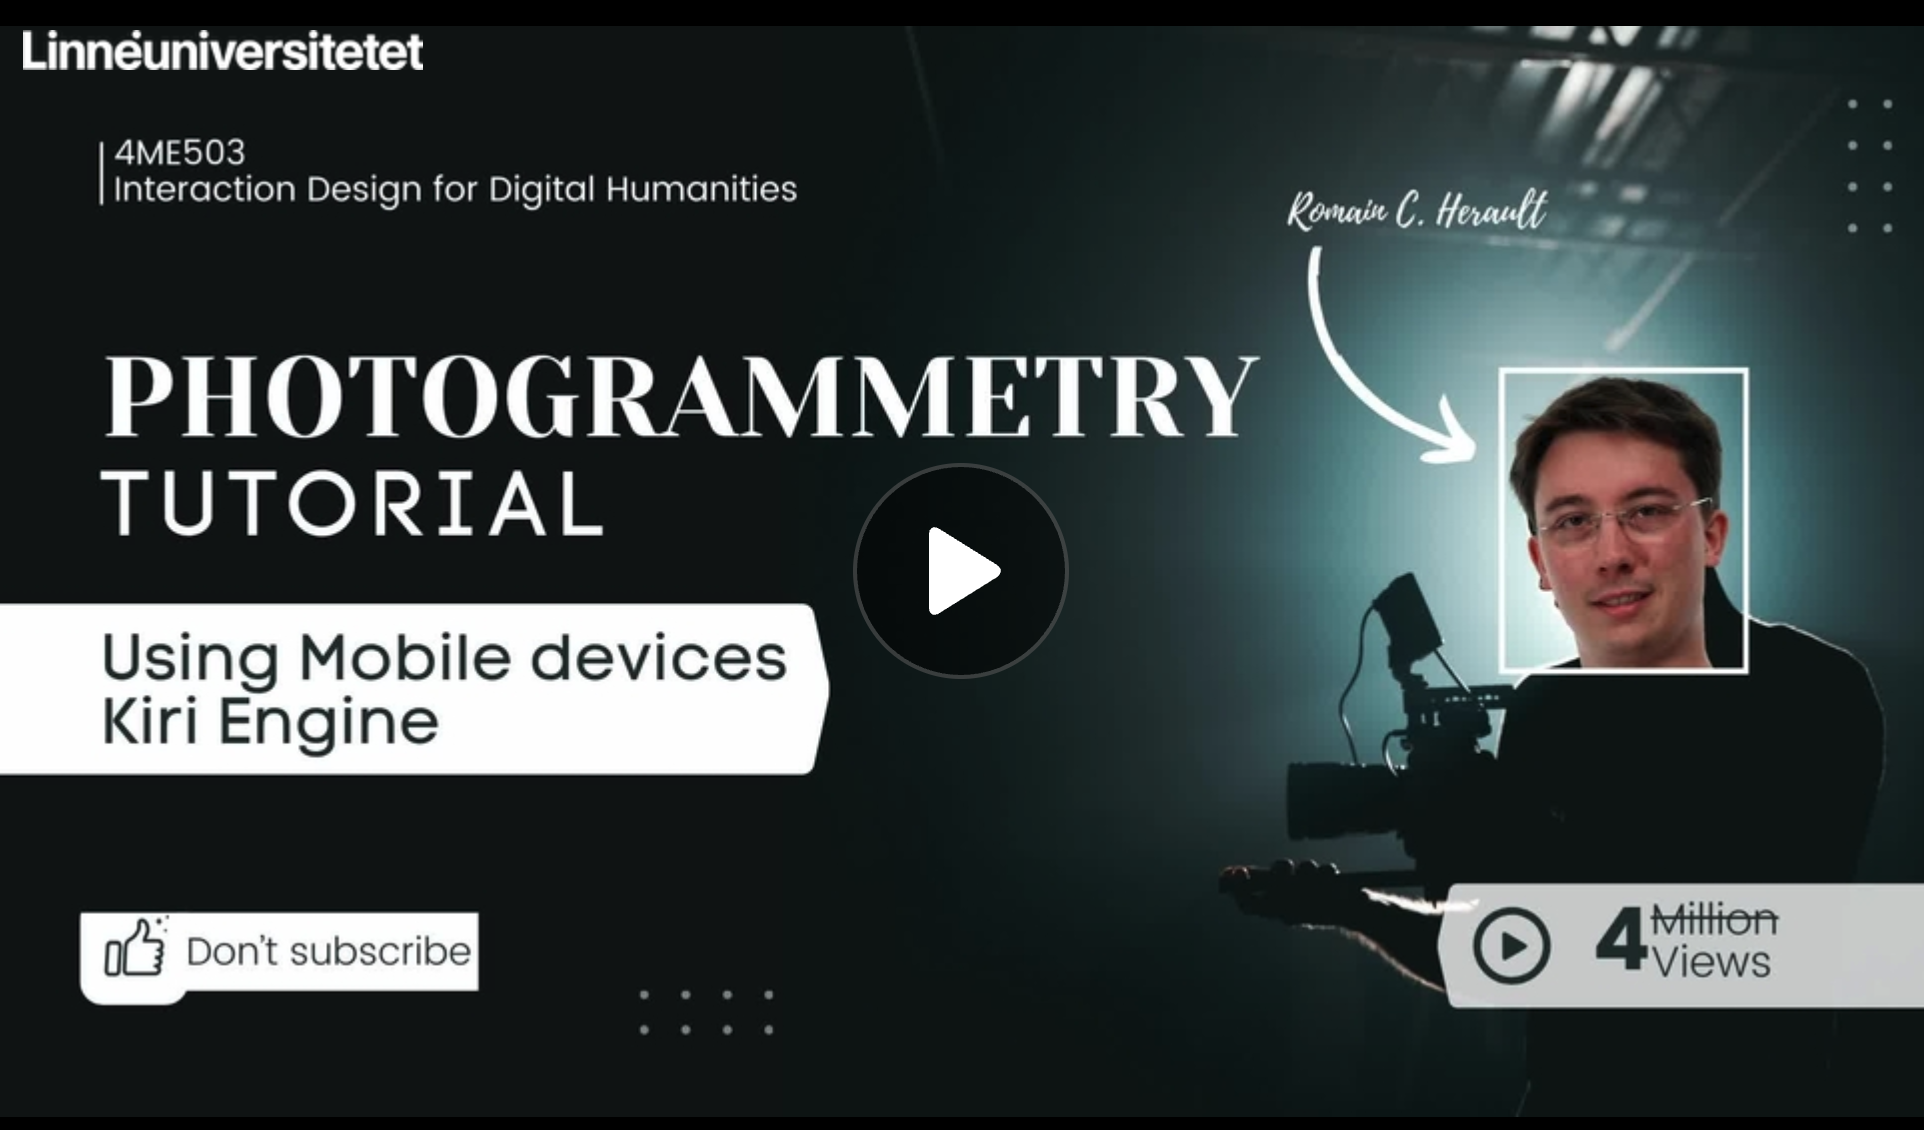 Linnéuniversitetet
4ME503
Interaction Design for Digital Humanities
Romain C. Herault
PHOTOGRAMMETRY
TUTORIAL
Using Mobile devices
Kiri Engine
Don't subscribe
4 Million
Views